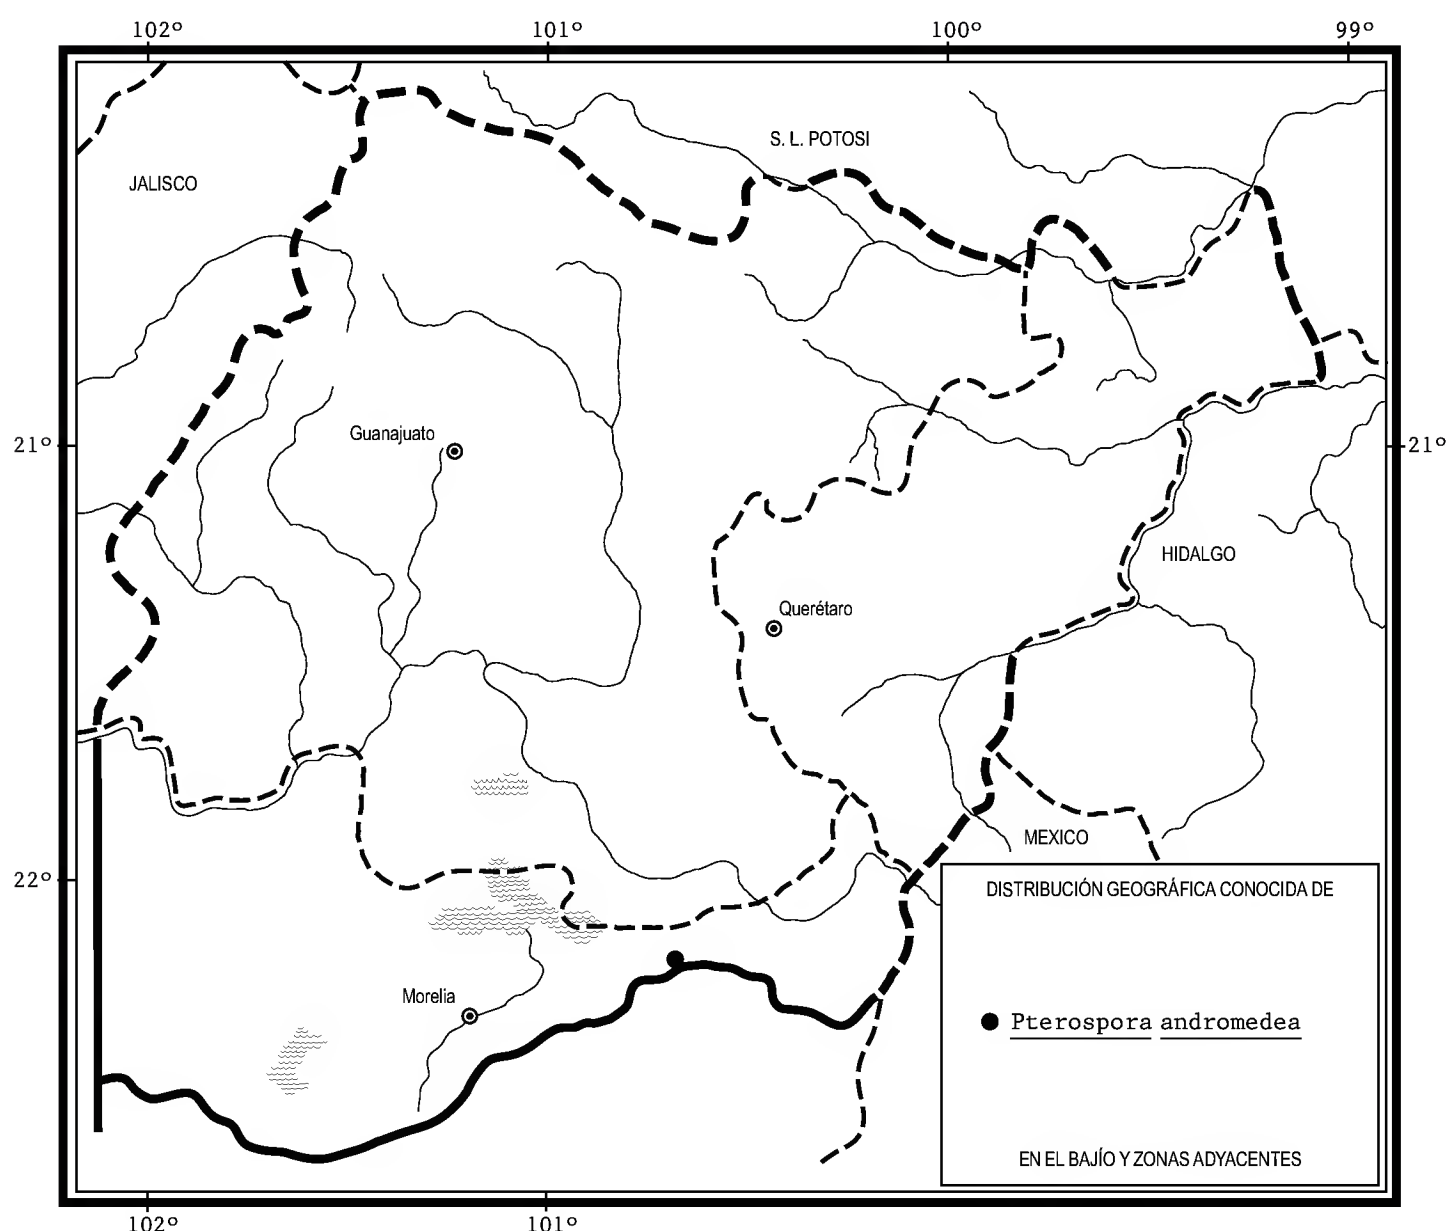 102° 101° 100° 99°
S. L. POTOSI
JALISCO
Guanajuato
21° 21°
HIDALGO
Querétaro
MEXICO
22°
DISTRIBUCIÓN GEOGRÁFICA CONOCIDA DE
Morelia
Pterospora andromedea
EN EL BAJÍO Y ZONAS ADYACENTES
102° 101°